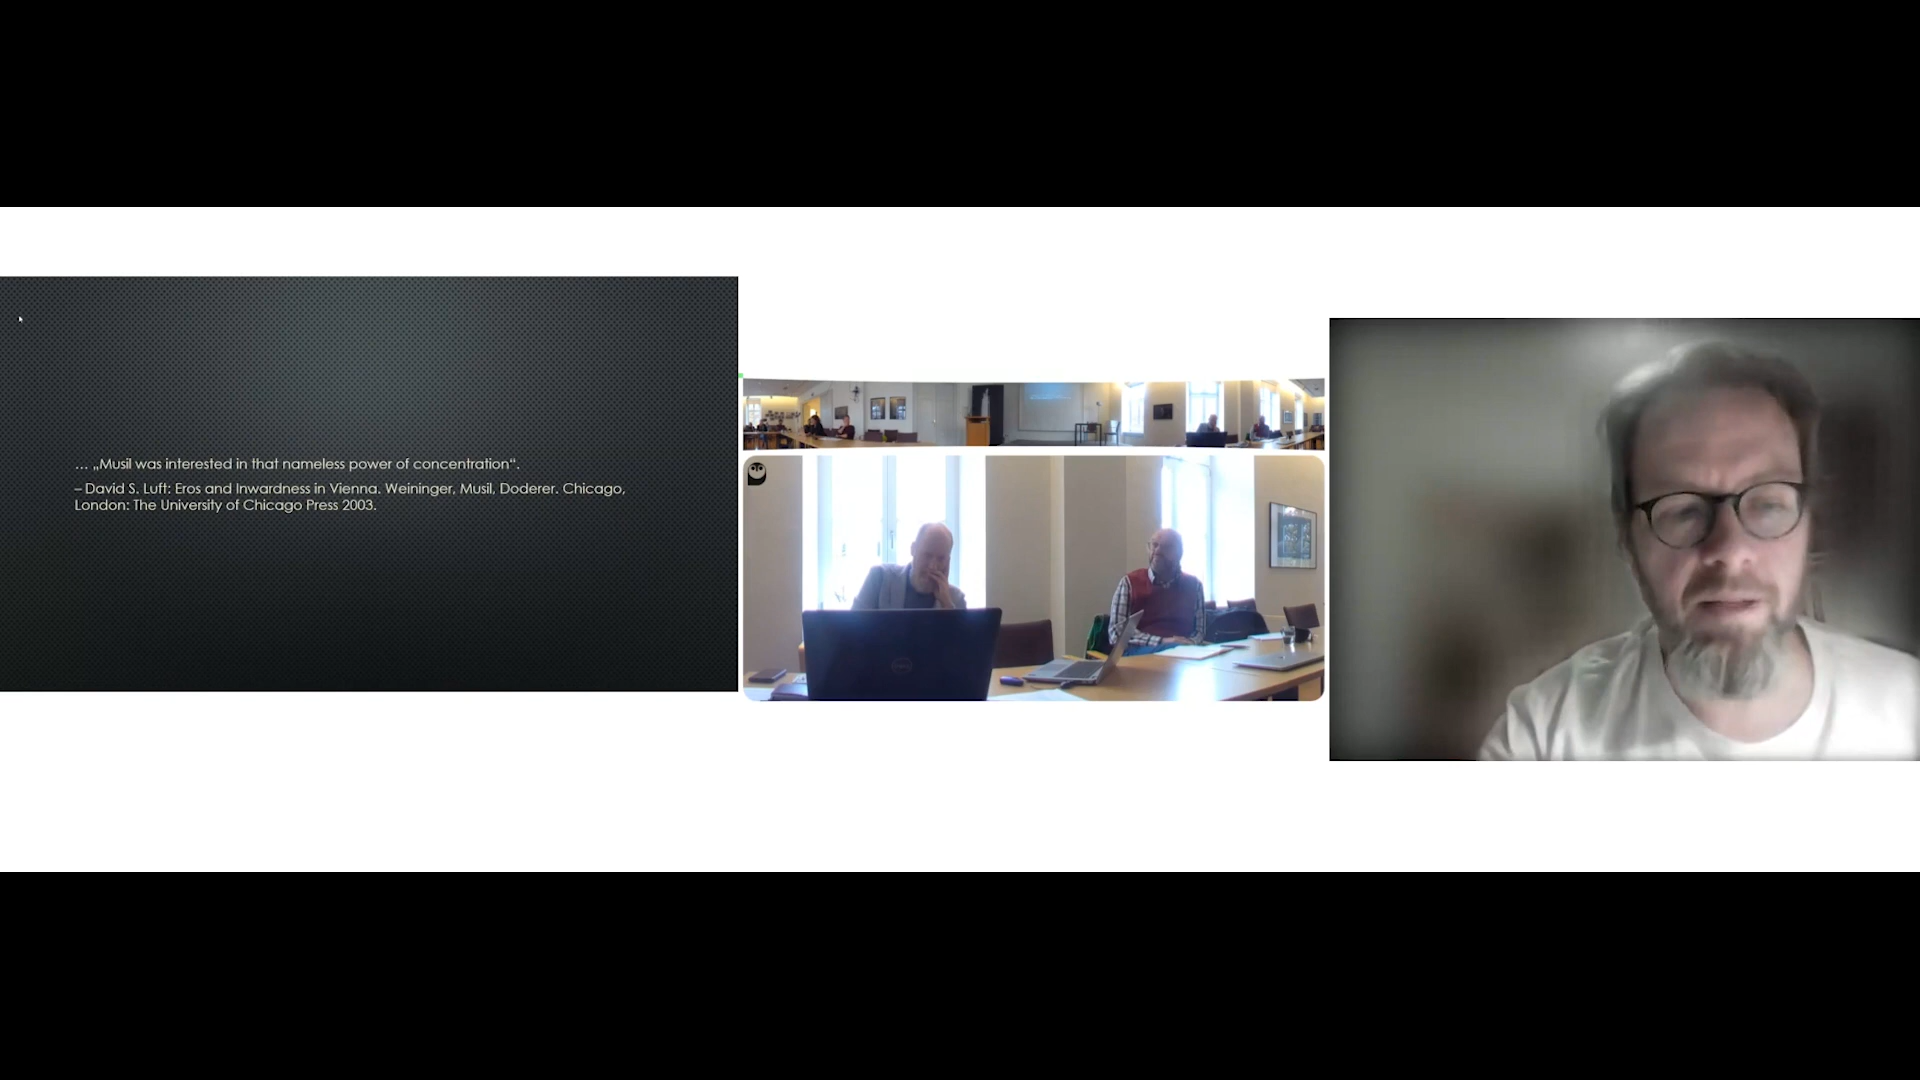 … „Musil was interested in that nameless power of concentration“.
– David S. Luft: Eros and Inwardness in Vienna. Weininger, Musil, Doderer. Chicago,
London: The University of Chicago Press 2003.
DELL